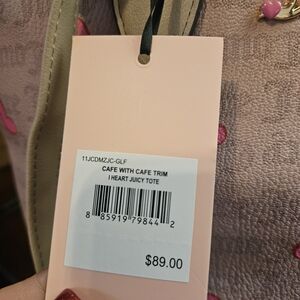 11JCDMZJC-GLF
CAFE WITH CAFE TRIM
I HEART JUICY TOTE
8 85919 79844 2
$89.00